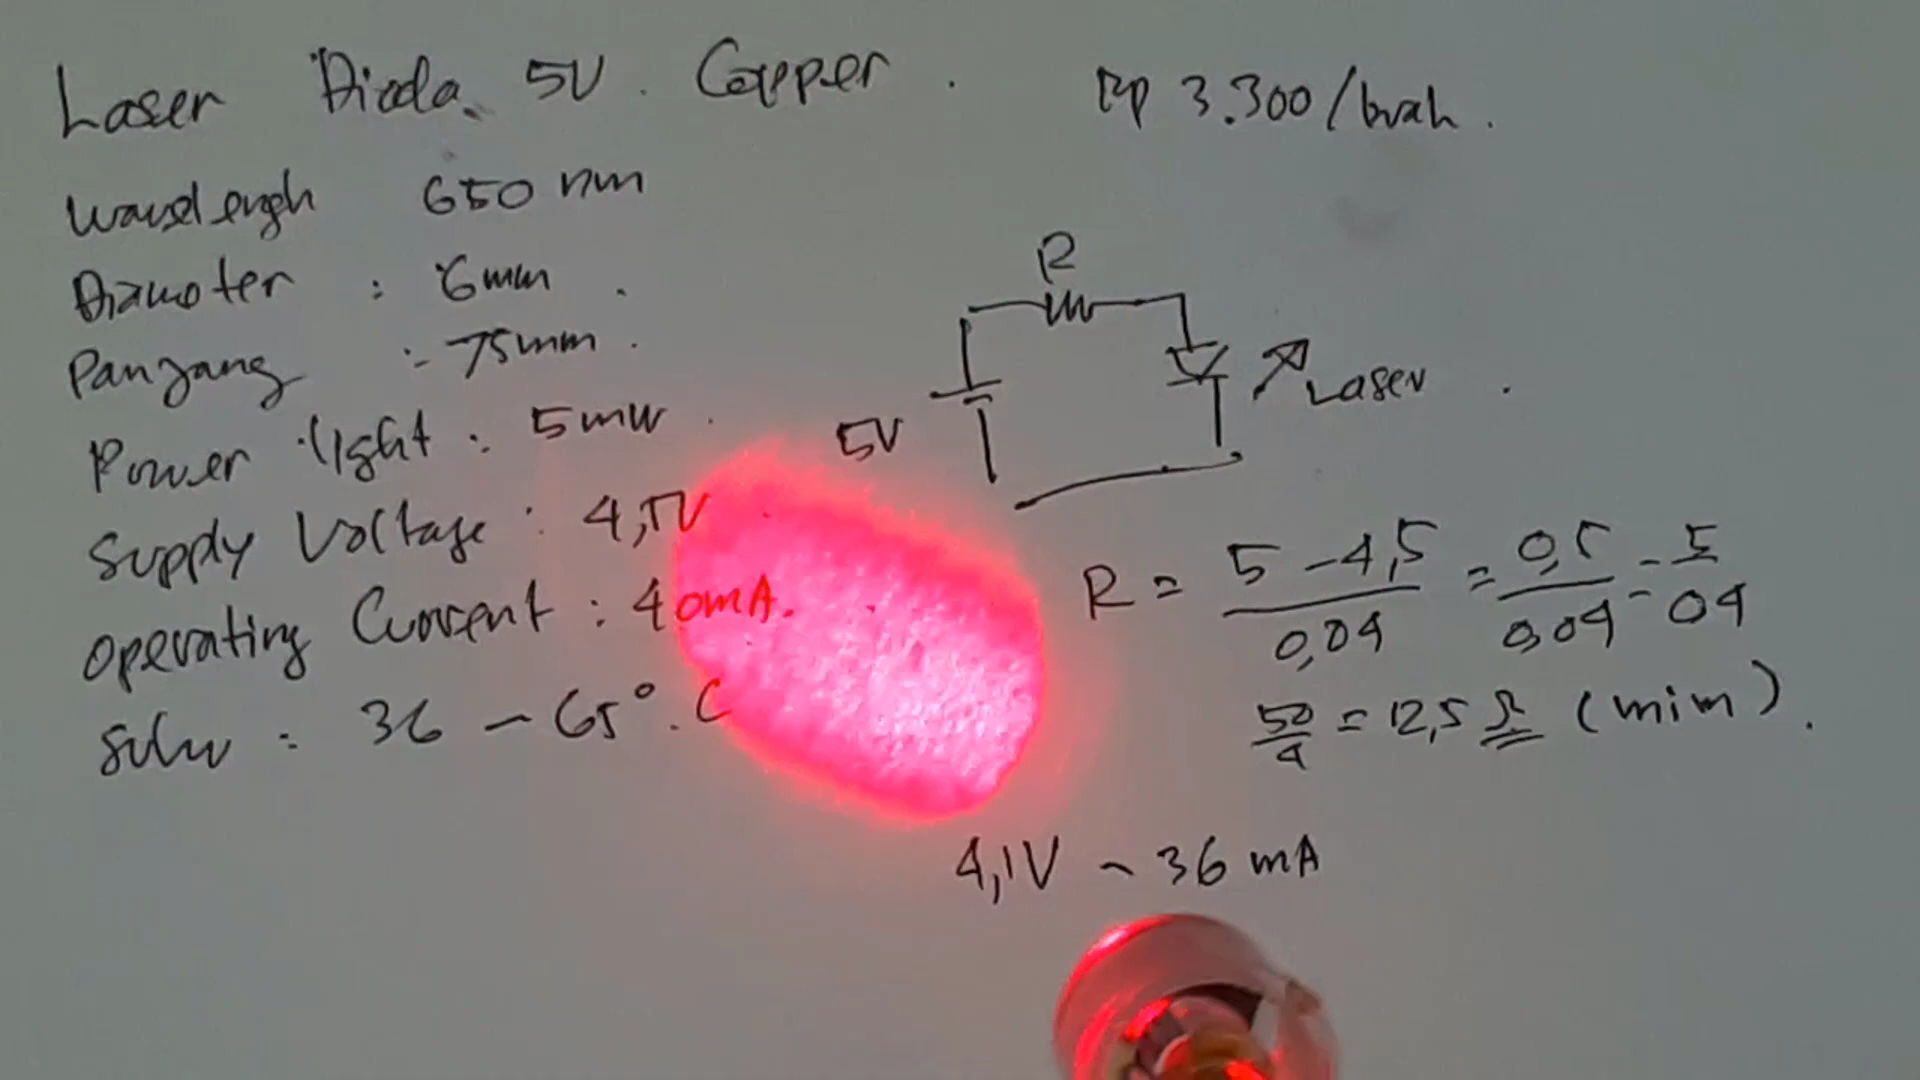 Laser Dioda 5V. Copper.
Rp 3.300/buah.
Wavelength 650 nm
Diameter : 6mm.
Panjang : 75mm.
Power light : 5mW.
Supply Voltage : 4,5V
Operating Current : 40mA.
Suhu : 36 - 65°C
R
5V
Laser
R = 5 - 4,5 / 0,04 = 0,5 / 0,04 = 5 / 04
50/4 = 12,5 Ω (mim).
4,1V ~ 36 mA